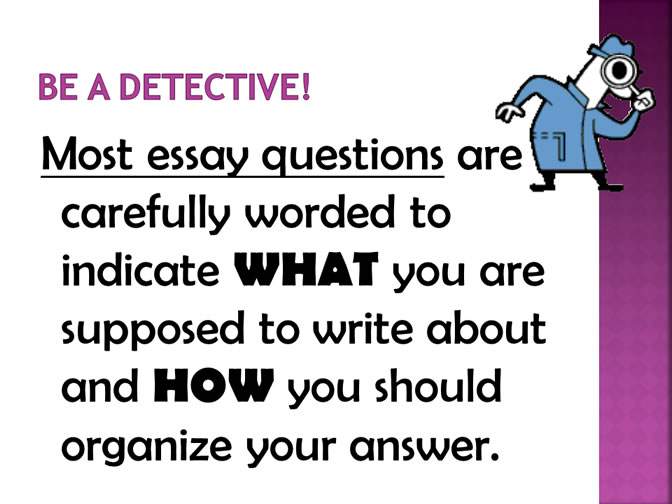 BE A DETECTIVE!
Most essay questions are
carefully worded to
indicate WHAT you are
supposed to write about
and HOW you should
organize your answer.